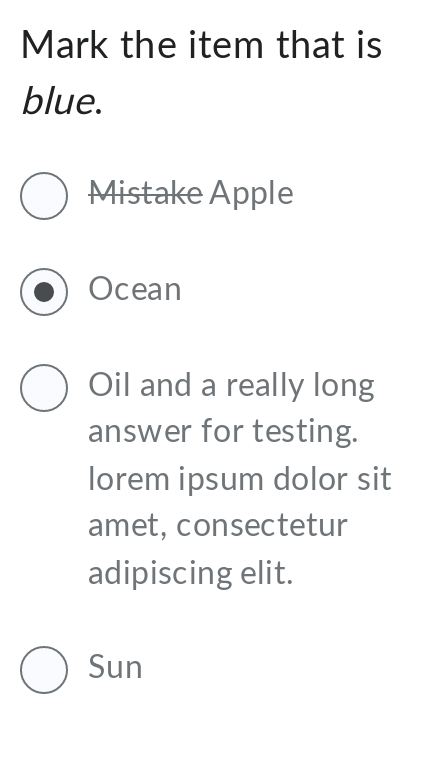 Mark the item that is
blue.
Mistake Apple
Ocean
Oil and a really long
answer for testing.
lorem ipsum dolor sit
amet, consectetur
adipiscing elit.
Sun